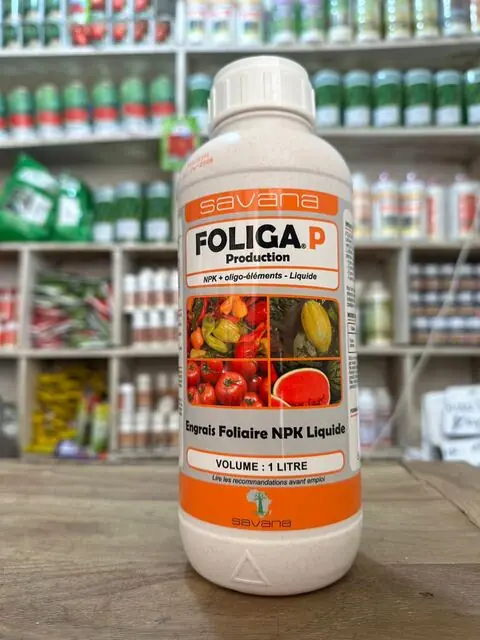 savana
FOLIGA® P
Production
NPK + oligo-éléments - Liquide
Engrais Foliaire NPK Liquide
VOLUME : 1 LITRE
Lire les recommandations avant emploi
savana